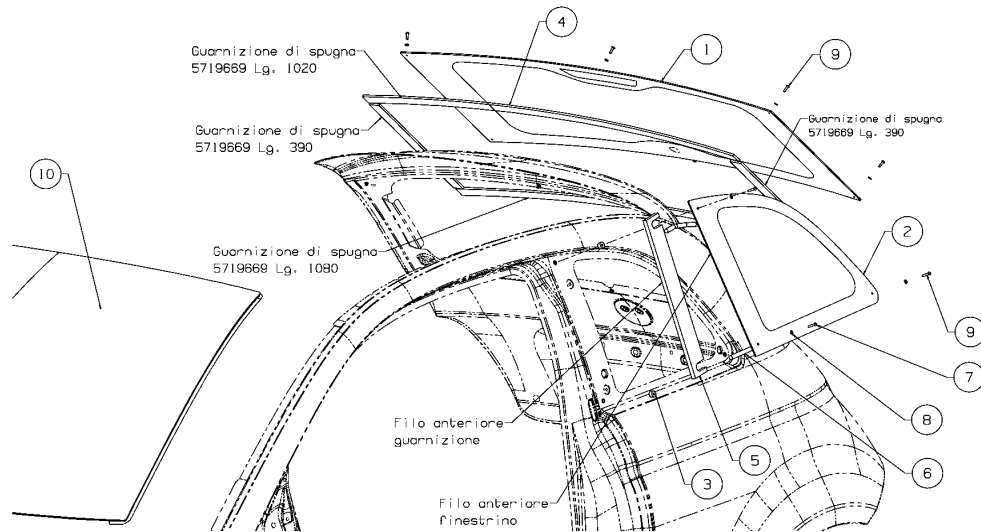 Guarnizione di spugna
5719669 Lg. 1020
4
1
9
Guarnizione di spugna
5719669 Lg. 390
Guarnizione di spugna
5719669 Lg. 390
10
2
Guarnizione di spugna
5719669 Lg. 1080
9
7
Filo anteriore
guarnizione
8
5
6
3
Filo anteriore
finestrino